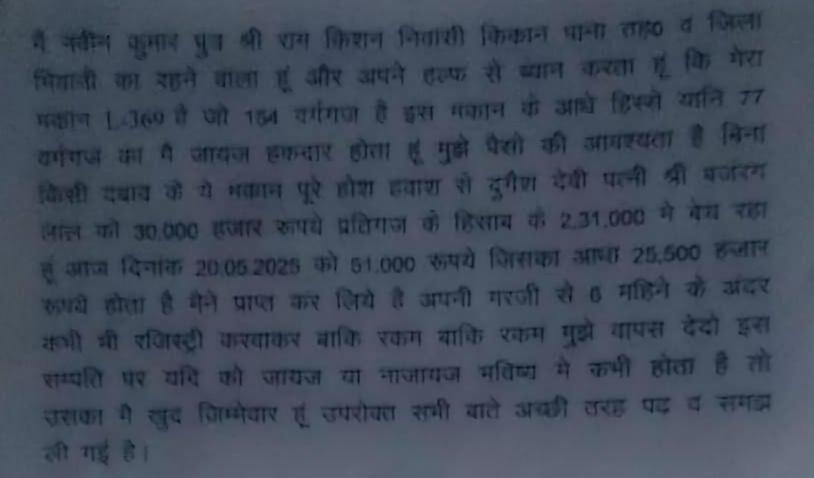 मै नवीन कुमार पुत्र श्री राम किशन निवासी किकान पाना तह0 व जिला
भिवानी का रहने वाला हूं और अपने हल्फ से ब्यान करता हूं कि मेरा
मकान L-369 है जो 154 वर्गगज है इस मकान के आधे हिस्से यानि 77
वर्गगज का मै जायज हकदार होता हूं मुझे पैसो की आवश्यकता है बिना
किसी दबाव के ये मकान पूरे होश हवाश से दुर्गेश देवी पत्नी श्री बजरंग
लाल को 30,000 हजार रूपये प्रतिगज के हिसाब के 2,31,000 मे बेच रहा
हूं आज दिनांक 20.05.2025 को 51,000 रूपये जिसका आधा 25,500 हजार
रूपये होता है मैने प्राप्त कर लिये है अपनी मरजी से 6 महिने के अंदर
कभी भी रजिस्ट्री करवाकर बाकि रकम बाकि रकम मुझे वापस देदो इस
सम्पति पर यदि को जायज या नाजायज भविष्य मे कभी होता है तो
उसका मै खुद जिम्मेवार हूं उपरोक्त सभी बाते अच्छी तरह पढ व समझ
ली गई है।